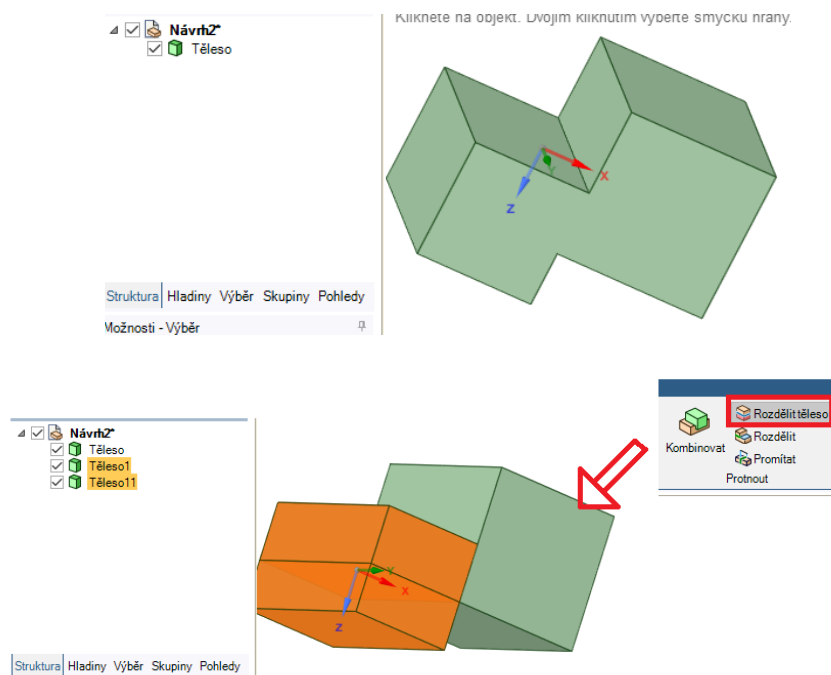 Klikněte na objekt. Dvojím kliknutím vyberte smyčku hrany.
Návrh2*
Těleso
X
Y
Z
Struktura Hladiny Výběr Skupiny Pohledy
Možnosti - Výběr
Rozdělit těleso
Kombinovat
Rozdělit
Promítat
Protnout
Návrh2*
Těleso
Těleso1
Těleso11
Y
X
Z
Struktura Hladiny Výběr Skupiny Pohledy